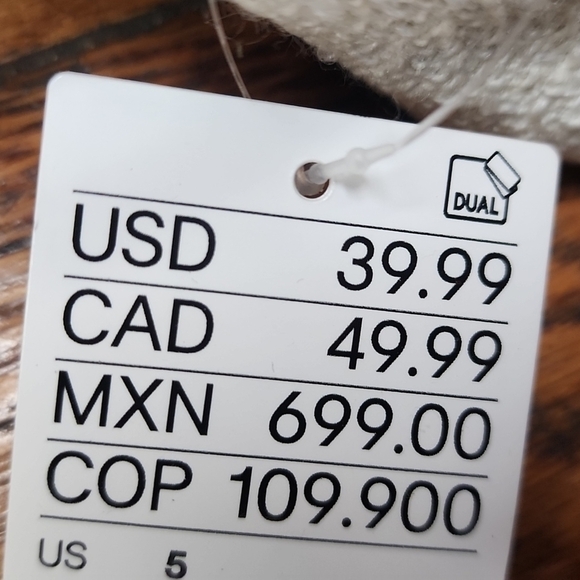 DUAL
USD 39.99
CAD 49.99
MXN 699.00
COP 109.900
US 5